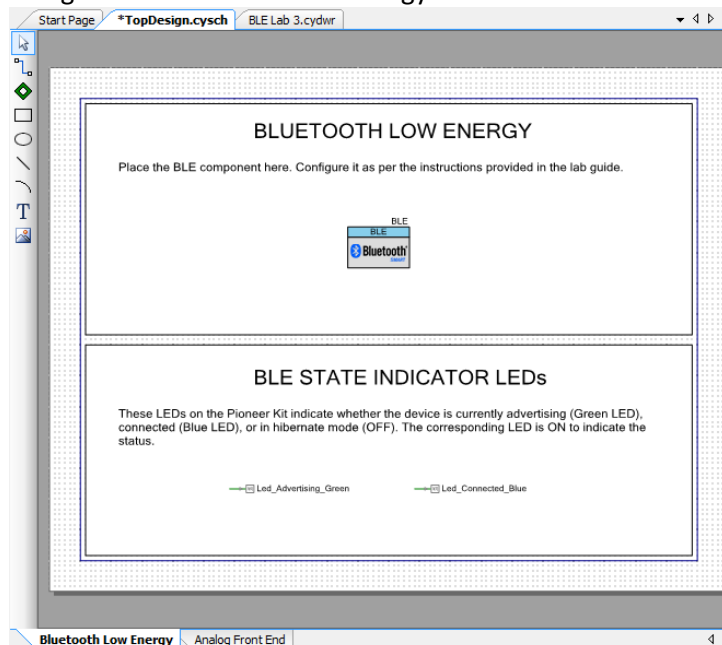 Start Page
*TopDesign.cysch
BLE Lab 3.cydwr
T
BLUETOOTH LOW ENERGY
Place the BLE component here. Configure it as per the instructions provided in the lab guide.
BLE
BLE
Bluetooth
SMART
BLE STATE INDICATOR LEDs
These LEDs on the Pioneer Kit indicate whether the device is currently advertising (Green LED),
connected (Blue LED), or in hibernate mode (OFF). The corresponding LED is ON to indicate the
status.
Led_Advertising_Green
Led_Connected_Blue
Bluetooth Low Energy
Analog Front End